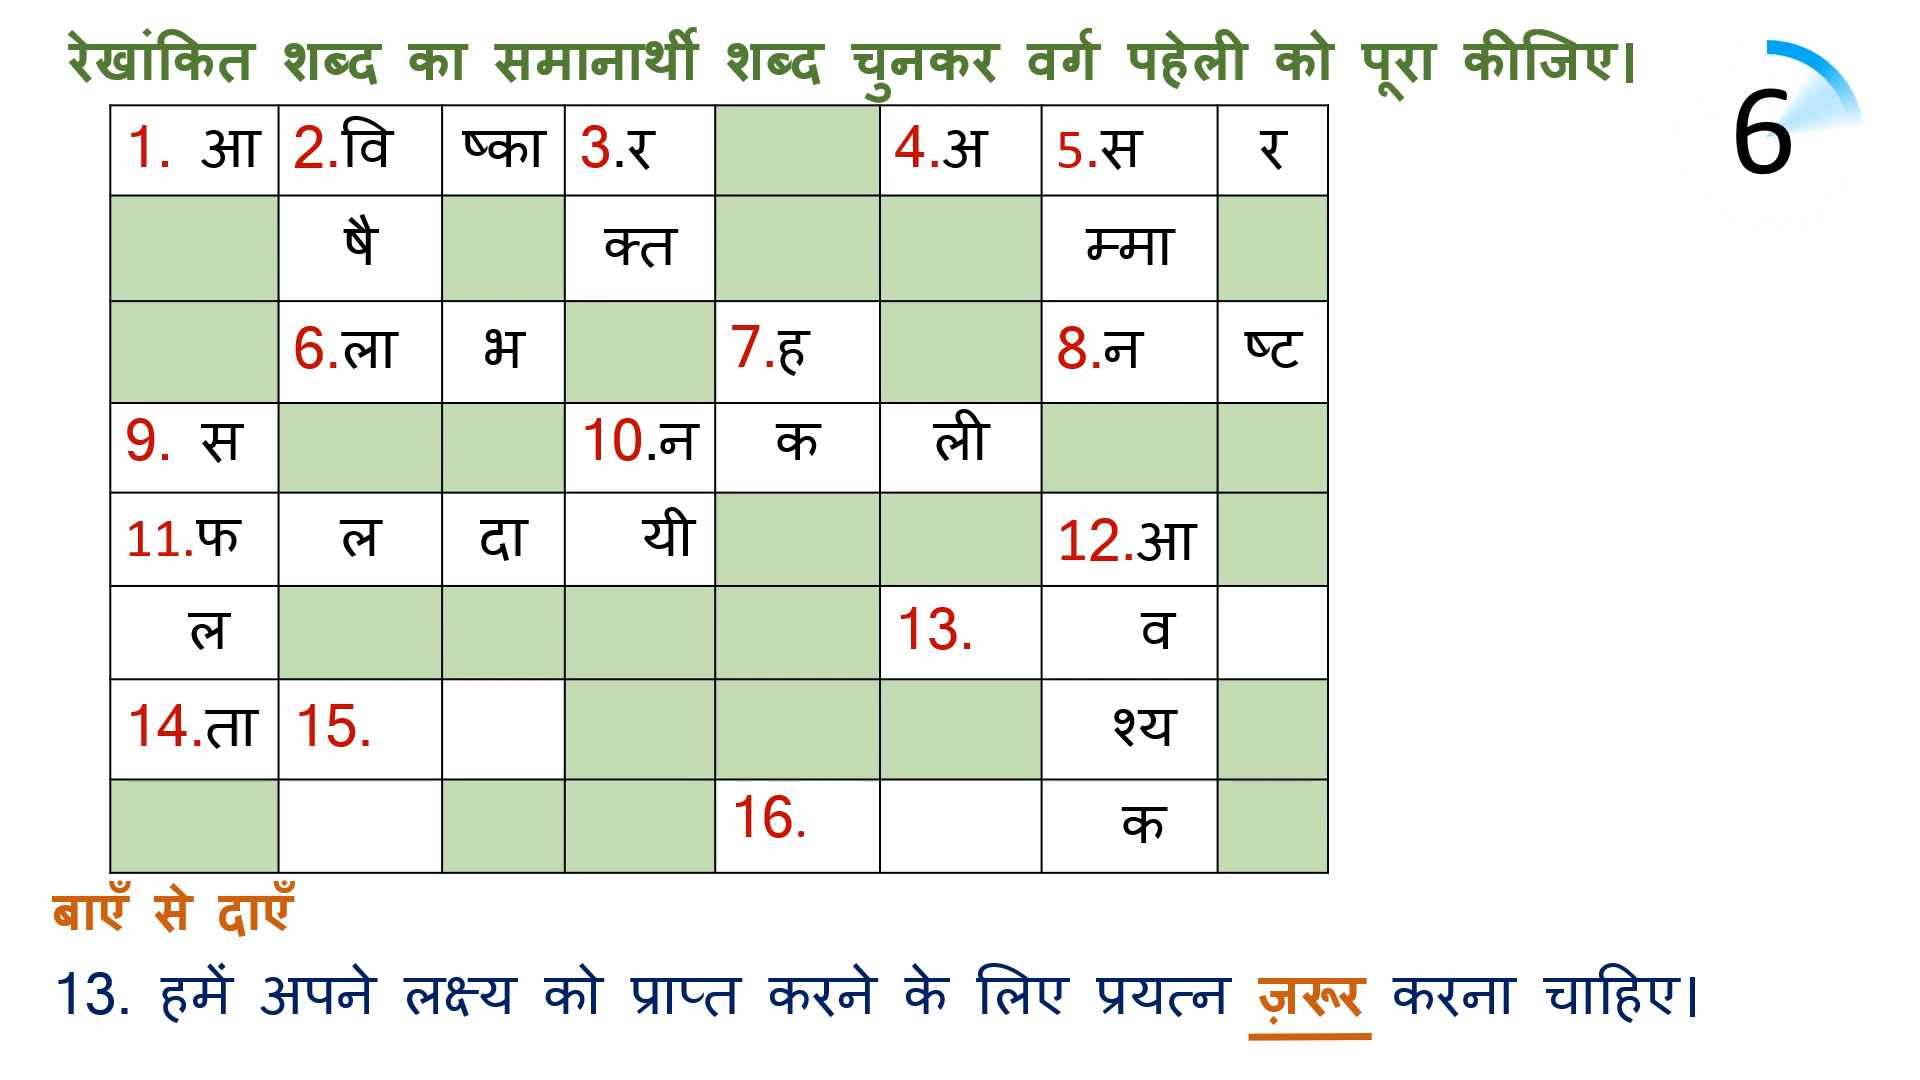 रेखांकित शब्द का समानार्थी शब्द चुनकर वर्ग पहेली को पूरा कीजिए।
6
1. आ 2.वि ष्का 3.र 4.अ 5.स र
षै क्त म्मा
6.ला भ 7.ह 8.न ष्ट
9. स 10.न क ली
11.फ ल दा यी 12.आ
ल 13. व
14.ता 15. श्य
16. क
बाएँ से दाएँ
13. हमें अपने लक्ष्य को प्राप्त करने के लिए प्रयत्न ज़रूर करना चाहिए।